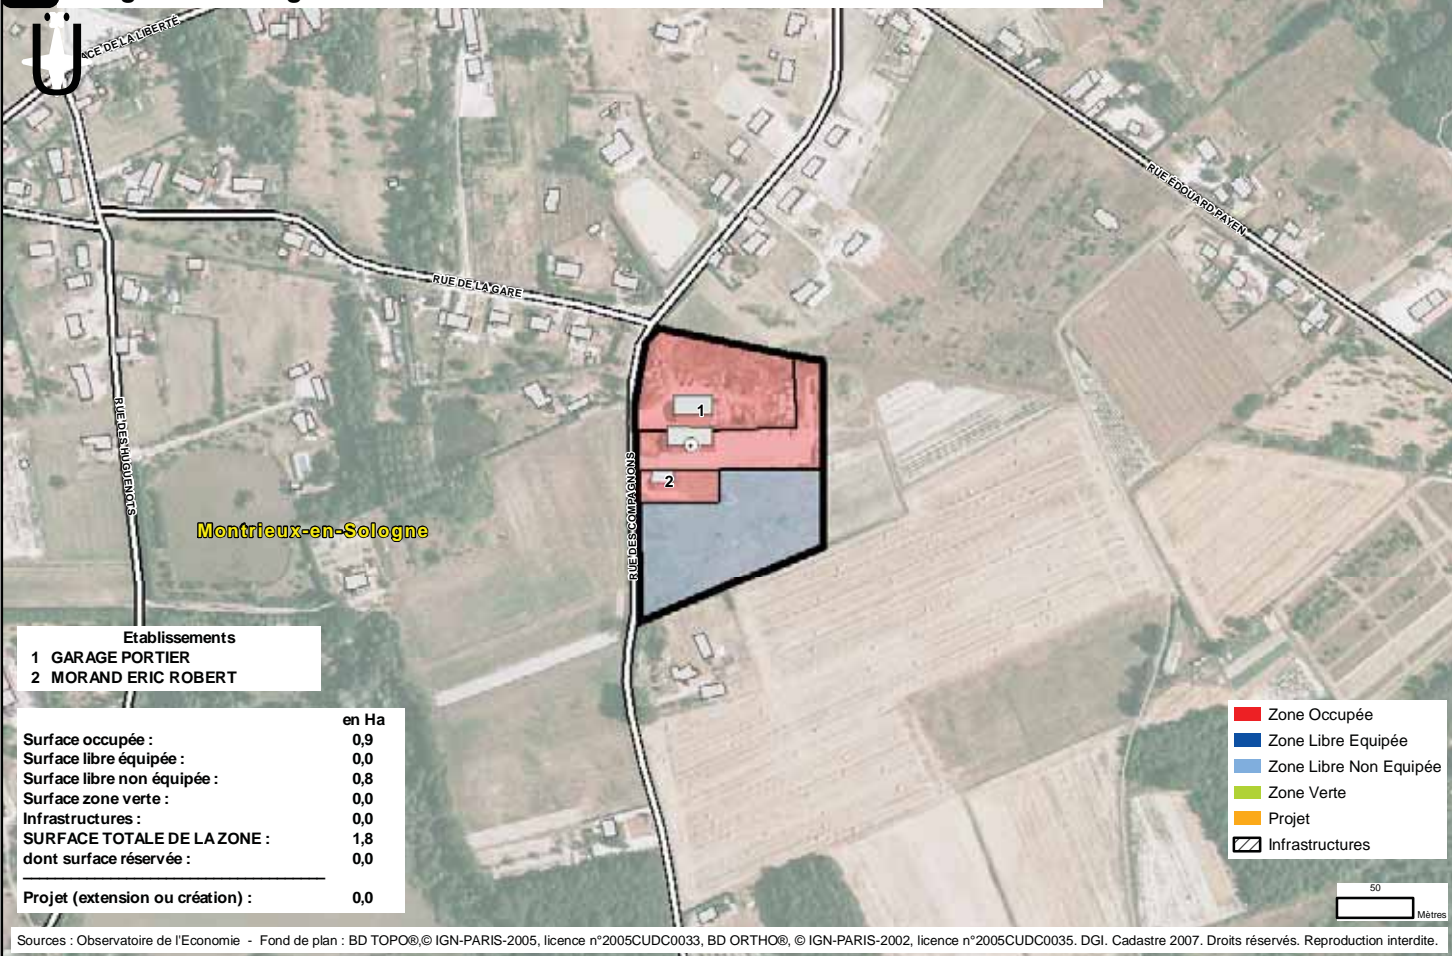 RUE ÉDOUARD PAYEN
RUE DE LA GARE
RUE DES HUGUENOTS
RUE DES COMPAGNONS
1
2
Montrieux-en-Sologne
Etablissements
1 GARAGE PORTIER
2 MORAND ERIC ROBERT
en Ha
Surface occupée : 0,9
Surface libre équipée : 0,0
Surface libre non équipée : 0,8
Surface zone verte : 0,0
Infrastructures : 0,0
SURFACE TOTALE DE LA ZONE : 1,8
dont surface réservée : 0,0
Projet (extension ou création) : 0,0
Zone Occupée
Zone Libre Equipée
Zone Libre Non Equipée
Zone Verte
Projet
Infrastructures
50
Mètres
Sources : Observatoire de l'Economie - Fond de plan : BD TOPO®,© IGN-PARIS-2005, licence n°2005CUDC0033, BD ORTHO®, © IGN-PARIS-2002, licence n°2005CUDC0035. DGI. Cadastre 2007. Droits réservés. Reproduction interdite.
DE LA LIBERTÉ